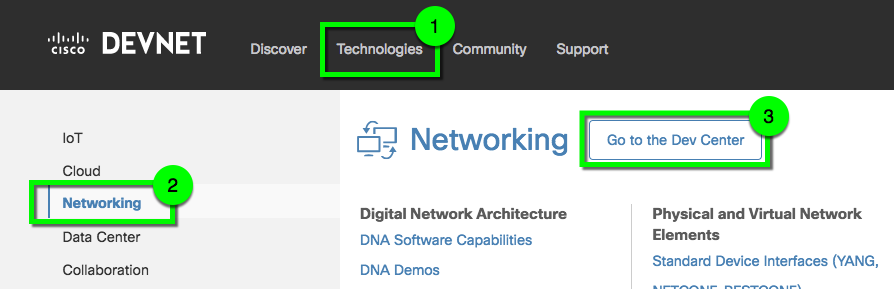 CISCO DEVNET
Discover Technologies Community Support
1
IoT
Cloud
Networking
2
Data Center
Collaboration
Networking
Go to the Dev Center
3
Digital Network Architecture
DNA Software Capabilities
DNA Demos
Physical and Virtual Network
Elements
Standard Device Interfaces (YANG,
NETCONF, RESTCONF)